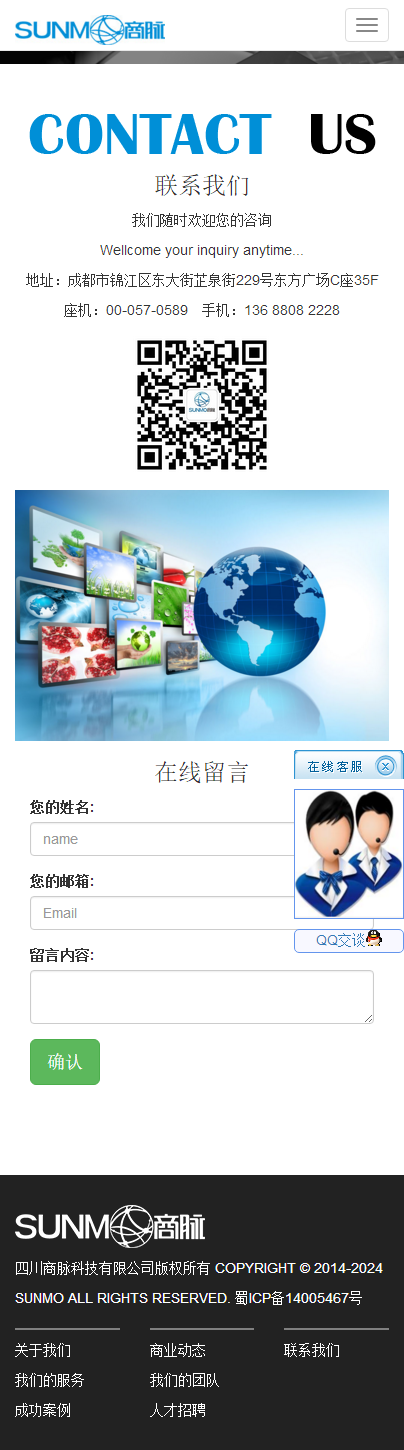 SUNMO商脉
CONTACT US
联系我们
我们随时欢迎您的咨询
Wellcome your inquiry anytime...
地址：成都市锦江区东大街芷泉街229号东方广场C座35F
座机：00-057-0589 手机：136 8808 2228
SUNMO商脉
在线留言
在线客服
您的姓名:
name
您的邮箱:
Email
QQ交谈
留言内容:
确认
SUNMO商脉
四川商脉科技有限公司版权所有 COPYRIGHT © 2014-2024
SUNMO ALL RIGHTS RESERVED. 蜀ICP备14005467号
关于我们 商业动态 联系我们
我们的服务 我们的团队
成功案例 人才招聘